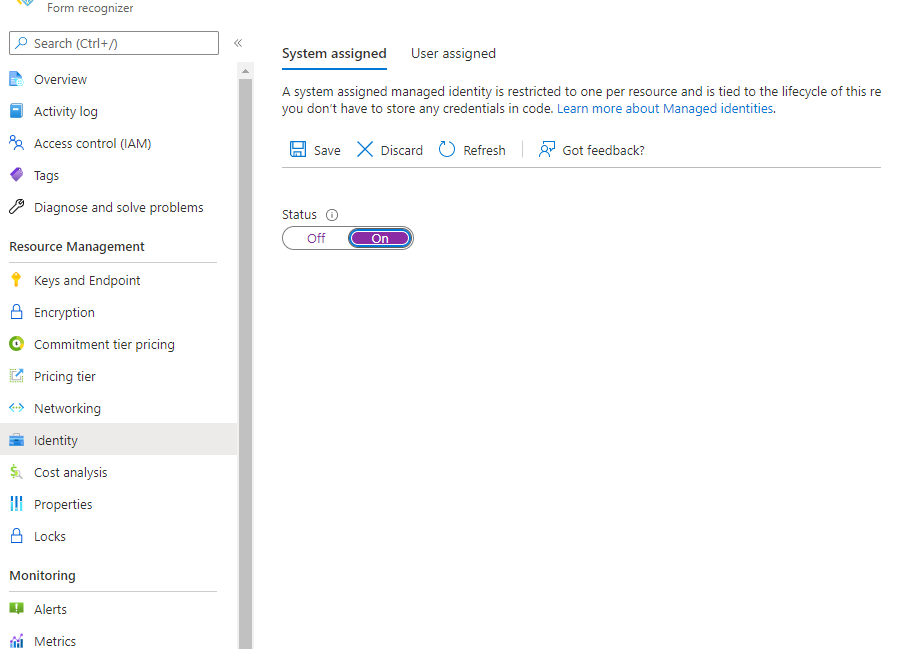 Form recognizer
Search (Ctrl+/)
«
Overview
Activity log
Access control (IAM)
Tags
Diagnose and solve problems
Resource Management
Keys and Endpoint
Encryption
Commitment tier pricing
Pricing tier
Networking
Identity
Cost analysis
Properties
Locks
Monitoring
Alerts
Metrics
System assigned User assigned
A system assigned managed identity is restricted to one per resource and is tied to the lifecycle of this re
you don't have to store any credentials in code. Learn more about Managed identities.
Save Discard Refresh Got feedback?
Status
Off On